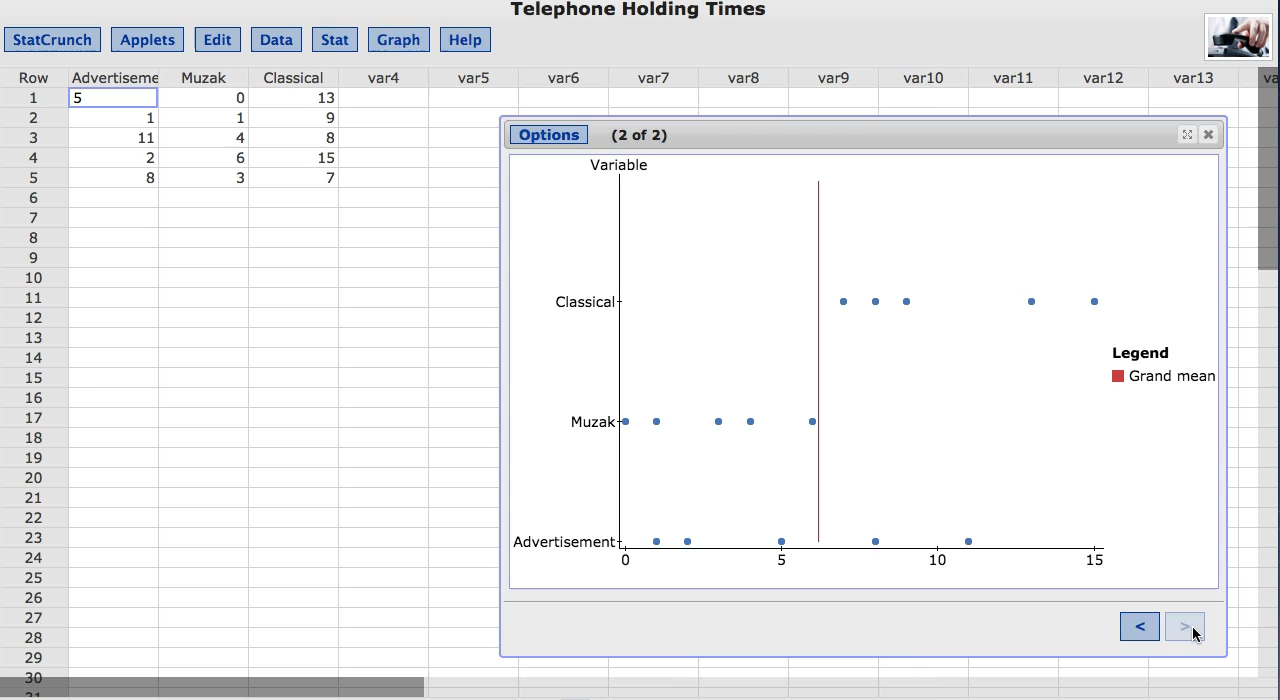 Telephone Holding Times
StatCrunch Applets Edit Data Stat Graph Help
Row Advertiseme Muzak Classical var4 var5 var6 var7 var8 var9 var10 var11 var12 var13 va
1 5 0 13
2 1 1 9
3 11 4 8
4 2 6 15
5 8 3 7
6
7
8
9
10
11
12
13
14
15
16
17
18
19
20
21
22
23
24
25
26
27
28
29
30
31
Options (2 of 2)
Variable
Classical
Muzak
Advertisement
0 5 10 15
Legend
Grand mean
< >